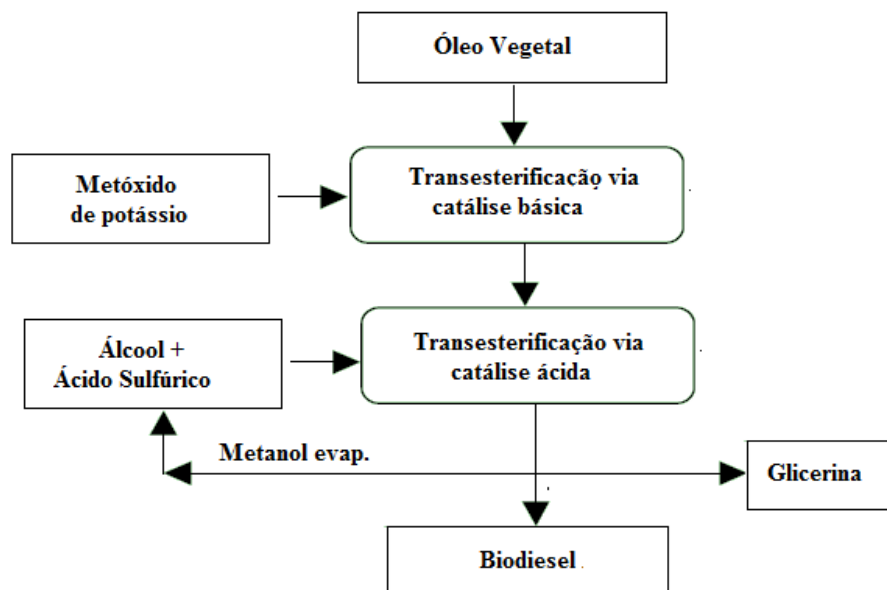 Óleo Vegetal
Metóxido
de potássio
Transesterificação via
catálise básica
Álcool +
Ácido Sulfúrico
Transesterificação via
catálise ácida
Metanol evap.
Glicerina
Biodiesel